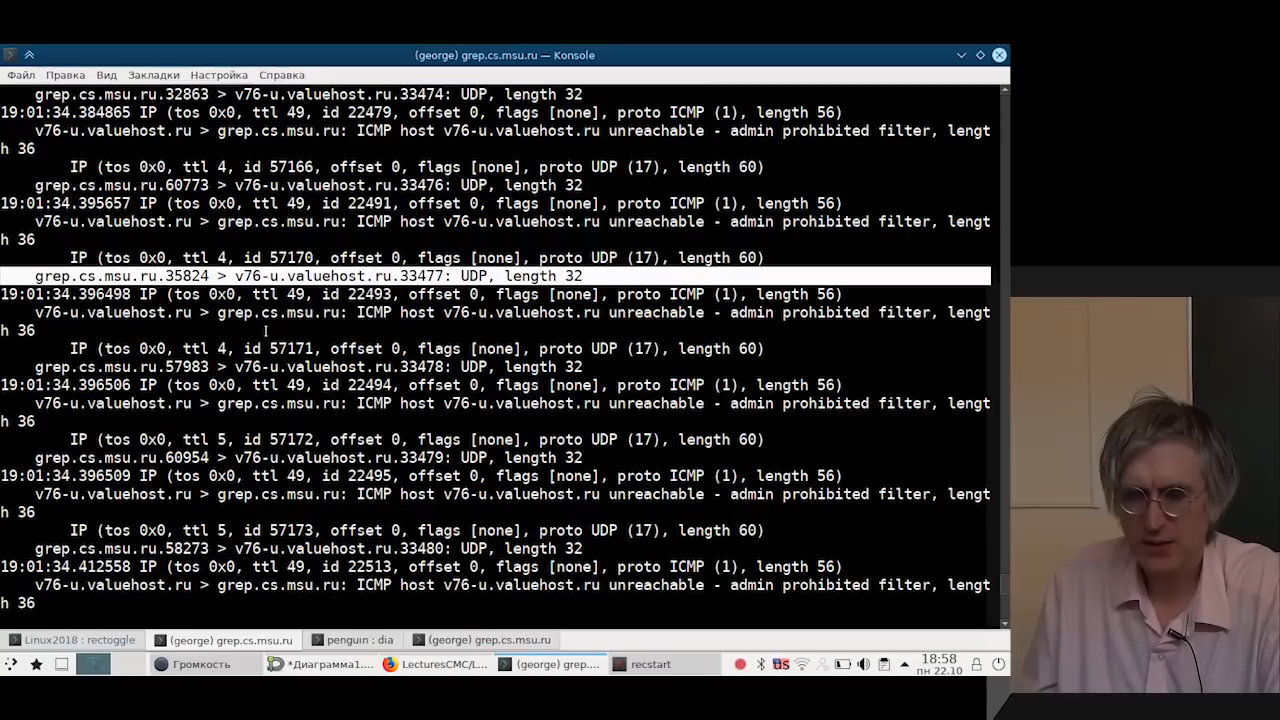 (george) grep.cs.msu.ru — Konsole
Файл Правка Вид Закладки Настройка Справка
grep.cs.msu.ru.32863 > v76-u.valuehost.ru.33474: UDP, length 32
19:01:34.384865 IP (tos 0x0, ttl 49, id 22479, offset 0, flags [none], proto ICMP (1), length 56)
v76-u.valuehost.ru > grep.cs.msu.ru: ICMP host v76-u.valuehost.ru unreachable - admin prohibited filter, lengt
h 36
IP (tos 0x0, ttl 4, id 57166, offset 0, flags [none], proto UDP (17), length 60)
grep.cs.msu.ru.60773 > v76-u.valuehost.ru.33476: UDP, length 32
19:01:34.395657 IP (tos 0x0, ttl 49, id 22491, offset 0, flags [none], proto ICMP (1), length 56)
v76-u.valuehost.ru > grep.cs.msu.ru: ICMP host v76-u.valuehost.ru unreachable - admin prohibited filter, lengt
h 36
IP (tos 0x0, ttl 4, id 57170, offset 0, flags [none], proto UDP (17), length 60)
grep.cs.msu.ru.35824 > v76-u.valuehost.ru.33477: UDP, length 32
19:01:34.396498 IP (tos 0x0, ttl 49, id 22493, offset 0, flags [none], proto ICMP (1), length 56)
v76-u.valuehost.ru > grep.cs.msu.ru: ICMP host v76-u.valuehost.ru unreachable - admin prohibited filter, lengt
h 36
IP (tos 0x0, ttl 4, id 57171, offset 0, flags [none], proto UDP (17), length 60)
grep.cs.msu.ru.57983 > v76-u.valuehost.ru.33478: UDP, length 32
19:01:34.396506 IP (tos 0x0, ttl 49, id 22494, offset 0, flags [none], proto ICMP (1), length 56)
v76-u.valuehost.ru > grep.cs.msu.ru: ICMP host v76-u.valuehost.ru unreachable - admin prohibited filter, lengt
h 36
IP (tos 0x0, ttl 5, id 57172, offset 0, flags [none], proto UDP (17), length 60)
grep.cs.msu.ru.60954 > v76-u.valuehost.ru.33479: UDP, length 32
19:01:34.396509 IP (tos 0x0, ttl 49, id 22495, offset 0, flags [none], proto ICMP (1), length 56)
v76-u.valuehost.ru > grep.cs.msu.ru: ICMP host v76-u.valuehost.ru unreachable - admin prohibited filter, lengt
h 36
IP (tos 0x0, ttl 5, id 57173, offset 0, flags [none], proto UDP (17), length 60)
grep.cs.msu.ru.58273 > v76-u.valuehost.ru.33480: UDP, length 32
19:01:34.412558 IP (tos 0x0, ttl 49, id 22513, offset 0, flags [none], proto ICMP (1), length 56)
v76-u.valuehost.ru > grep.cs.msu.ru: ICMP host v76-u.valuehost.ru unreachable - admin prohibited filter, lengt
h 36
Linux2018 : rectoggle (george) grep.cs.msu.ru penguin : dia (george) grep.cs.msu.ru
Громкость *Диаграмма1.... LecturesCMC/L... (george) grep.... recstart US 18:58
пн 22.10